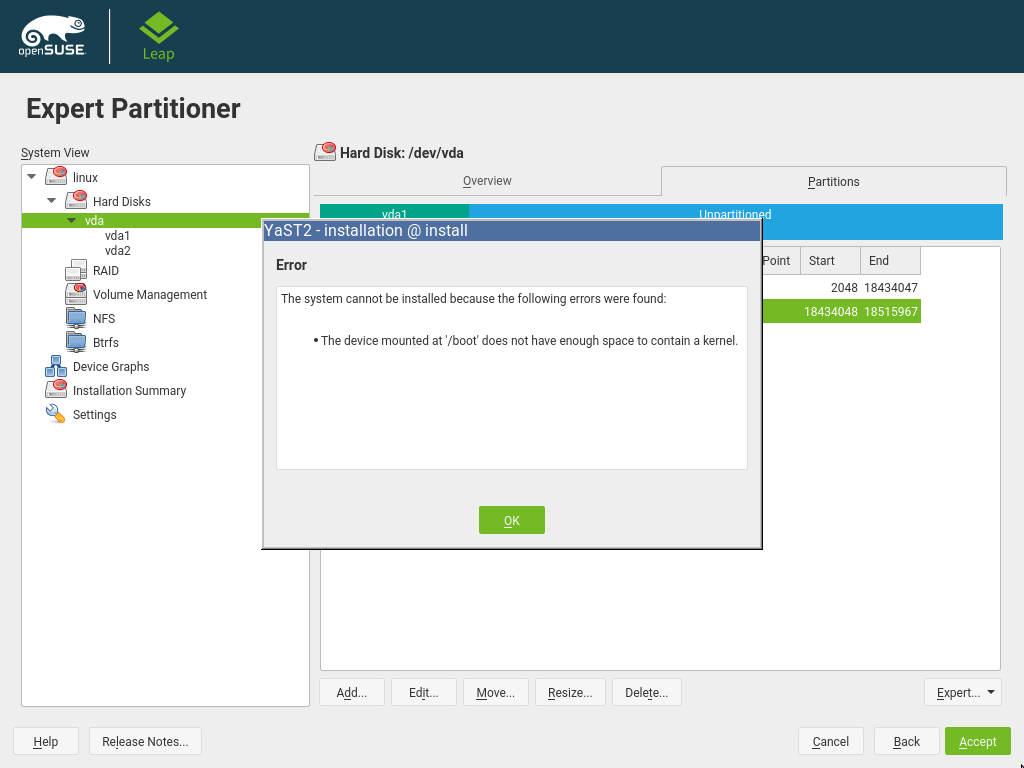 openSUSE
Leap
Expert Partitioner
System View
linux
Hard Disks
vda
vda1
vda2
RAID
Volume Management
NFS
Btrfs
Device Graphs
Installation Summary
Settings
Hard Disk: /dev/vda
Overview
Partitions
vda1
Unpartitioned
Point
Start
End
2048
18434047
18434048
18515967
YaST2 - installation @ install
Error
The system cannot be installed because the following errors were found:
• The device mounted at '/boot' does not have enough space to contain a kernel.
OK
Add...
Edit...
Move...
Resize...
Delete...
Expert...
Help
Release Notes...
Cancel
Back
Accept